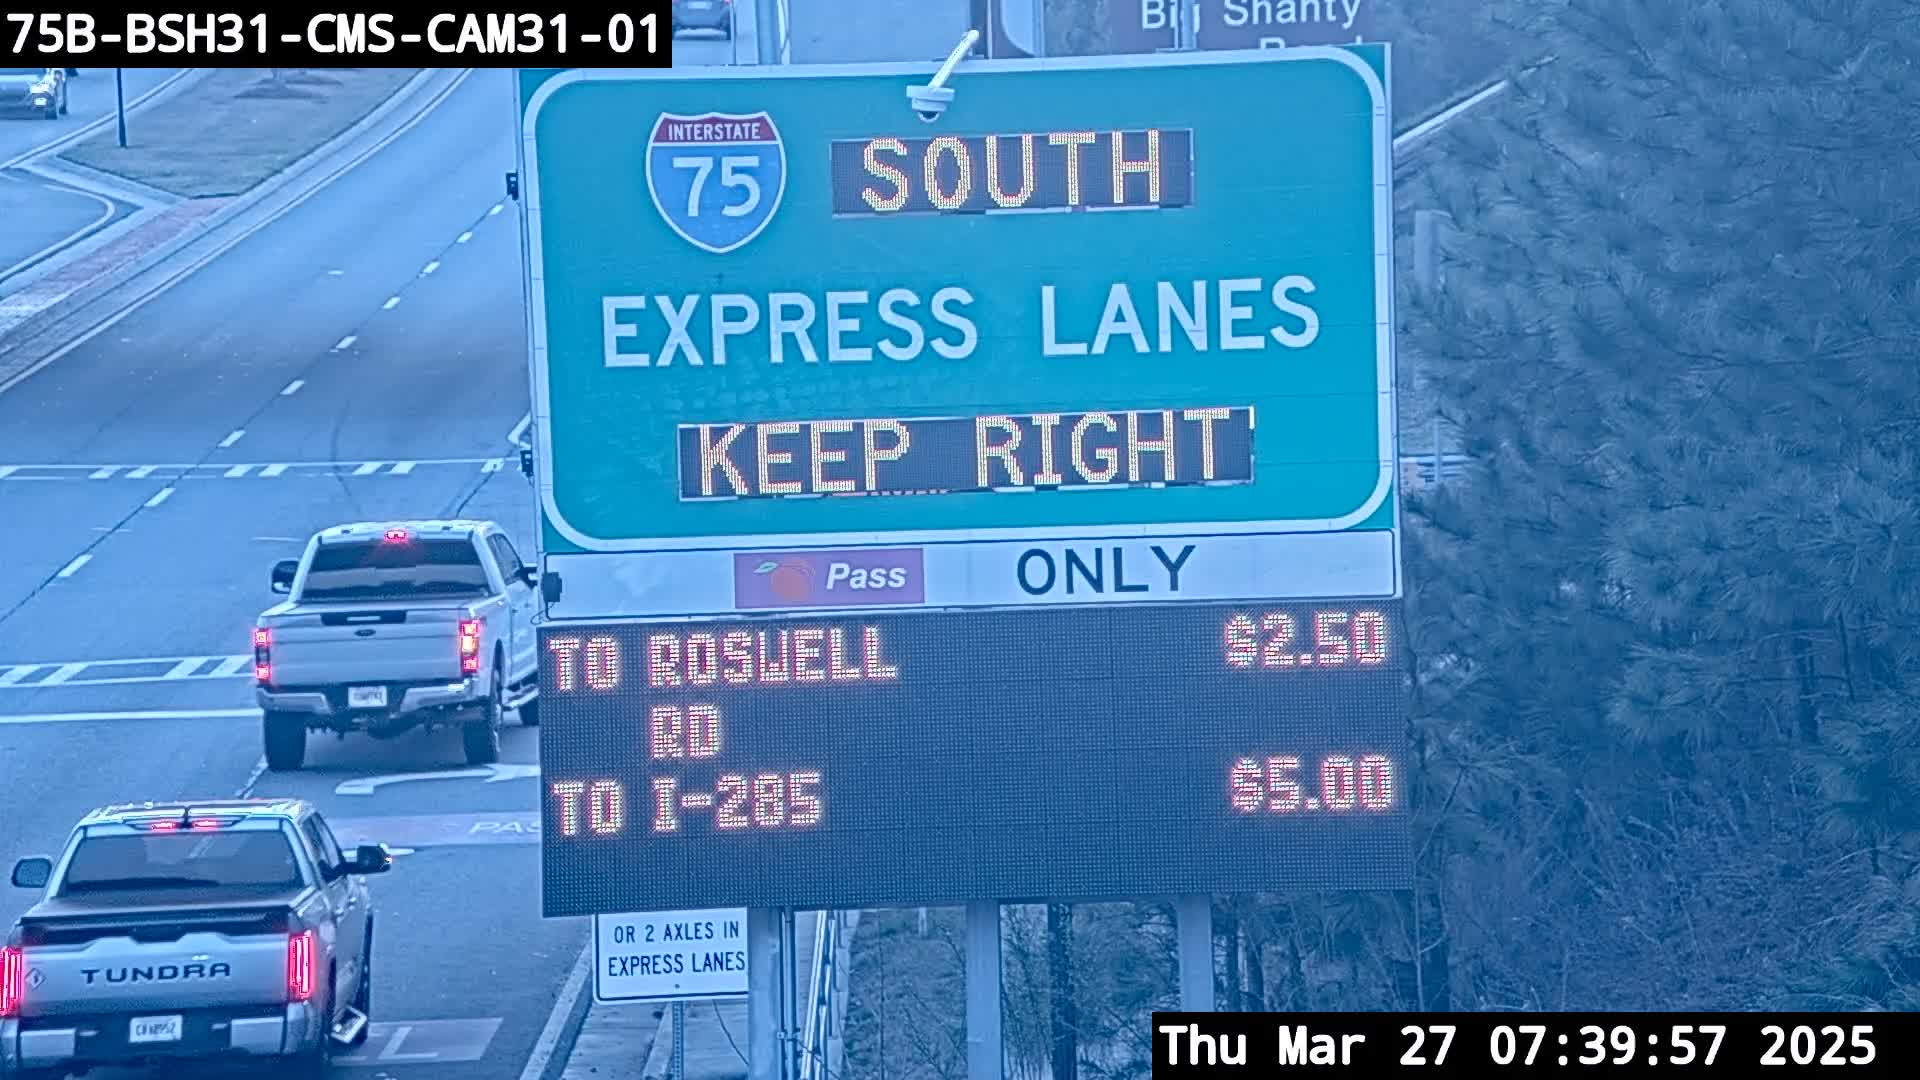 75B-BSH31-CMS-CAM31-01
Big Shanty
INTERSTATE
75
SOUTH
EXPRESS LANES
KEEP RIGHT
Pass
ONLY
TO ROSWELL $2.50
RD
TO I-285 $5.00
OR 2 AXLES IN
EXPRESS LANES
TUNDRA
Thu Mar 27 07:39:57 2025